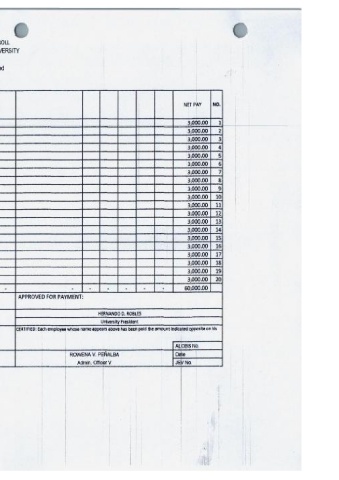 OLL
VERSITY
ed
NET PAY NO.
3,000.00 1
3,000.00 2
3,000.00 3
3,000.00 4
3,000.00 5
3,000.00 6
3,000.00 7
3,000.00 8
3,000.00 9
3,000.00 10
3,000.00 11
3,000.00 12
3,000.00 13
3,000.00 14
3,000.00 15
3,000.00 16
3,000.00 17
3,000.00 18
3,000.00 19
3,000.00 20
- - - - - - - 60,000.00
APPROVED FOR PAYMENT:
HERNANDO D. ROBLES
University President
CERTIFIED: Each employee whose name appears above has been paid the amount indicated opposite on his
ALOBS No.
ROWENA V. PEÑALBA Date
Admin. Officer V JEV No.